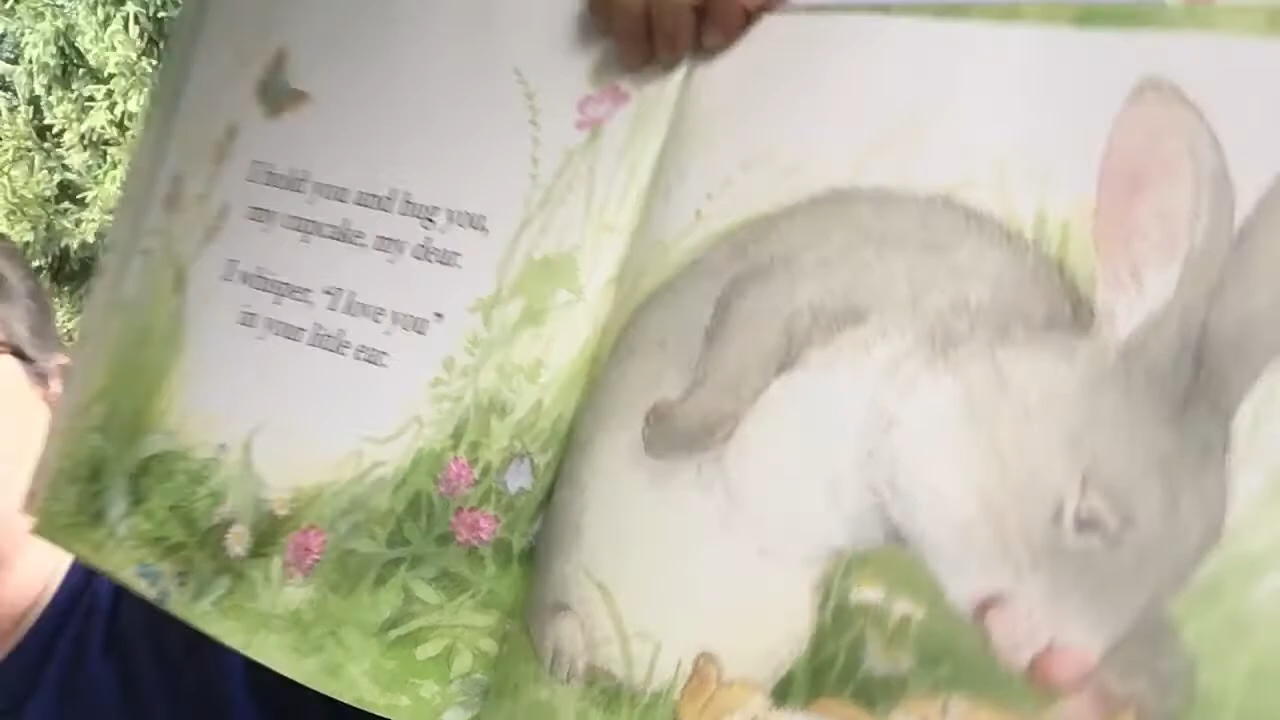 I hold you and hug you,
my cupcake, my dear.
I whisper, "I love you"
in your little ear.